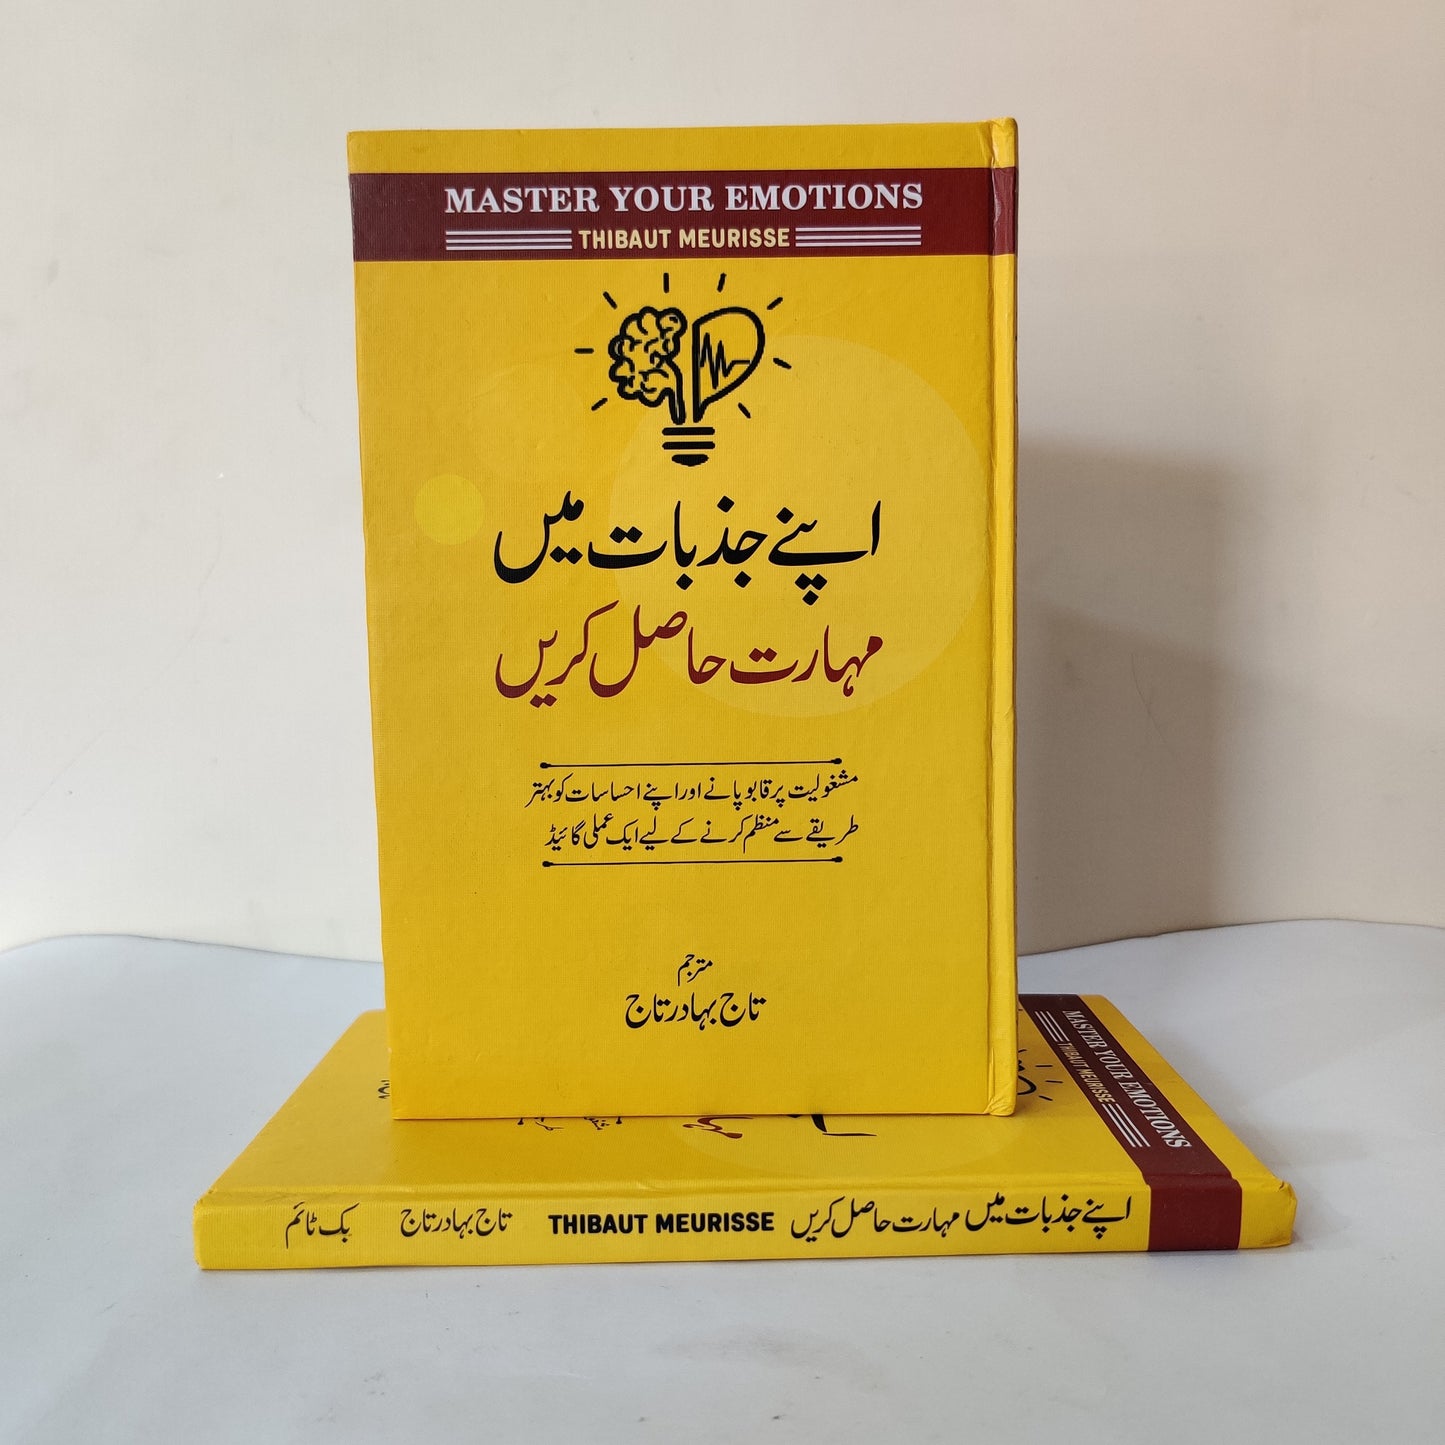 MASTER YOUR EMOTIONS
THIBAUT MEURISSE
اپنے جذبات میں
مہارت حاصل کریں
مشغولیت پر قابو پانے اور اپنے احساسات کو بہتر
طریقے سے منظم کرنے کے لیے ایک عملی گائیڈ
مترجم
تاج بہادر تاج
MASTER YOUR EMOTIONS
THIBAUT MEURISSE
اپنے جذبات میں مہارت حاصل کریں THIBAUT MEURISSE تاج بہادر تاج بک ٹائم